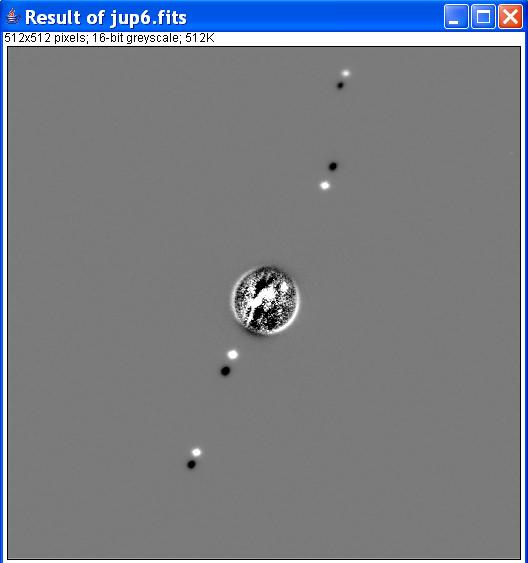 Result of jup6.fits
512x512 pixels; 16-bit greyscale; 512K